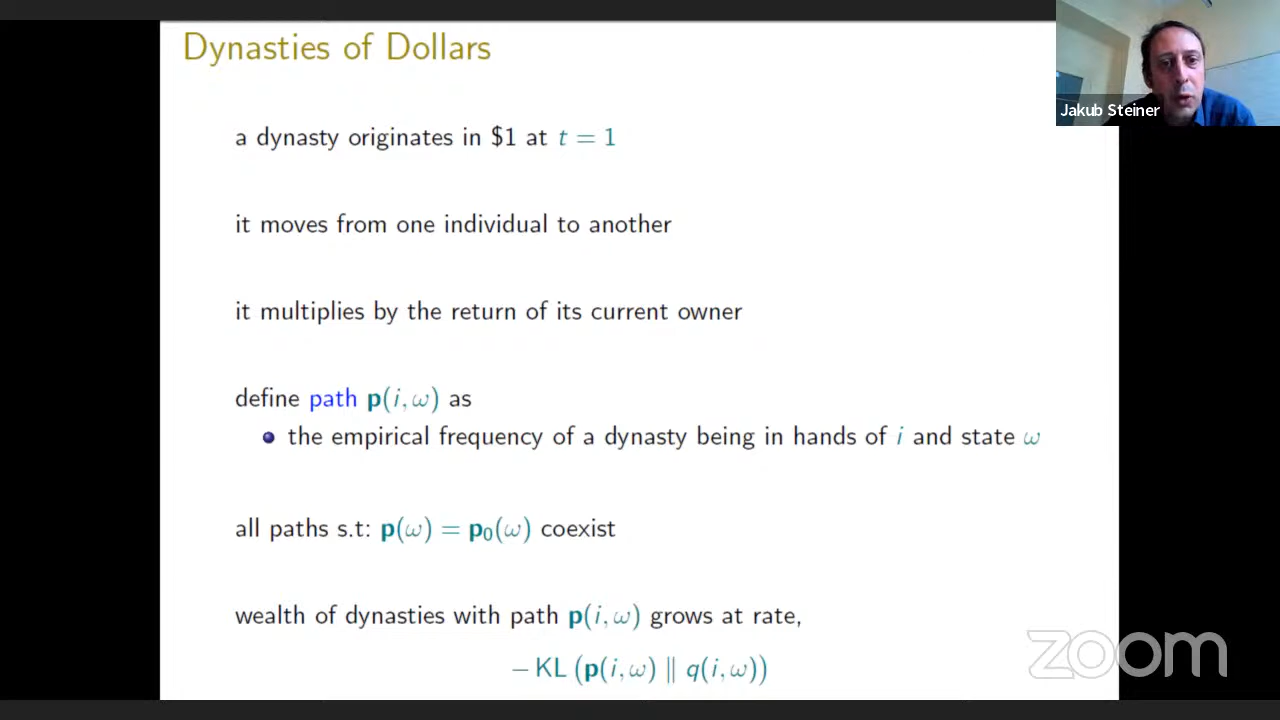 Dynasties of Dollars
Jakub Steiner
a dynasty originates in $1 at t = 1
it moves from one individual to another
it multiplies by the return of its current owner
define path p(i, ω) as
the empirical frequency of a dynasty being in hands of i and state ω
all paths s.t: p(ω) = p₀(ω) coexist
wealth of dynasties with path p(i, ω) grows at rate,
− KL (p(i, ω) ∥ q(i, ω))
zoom